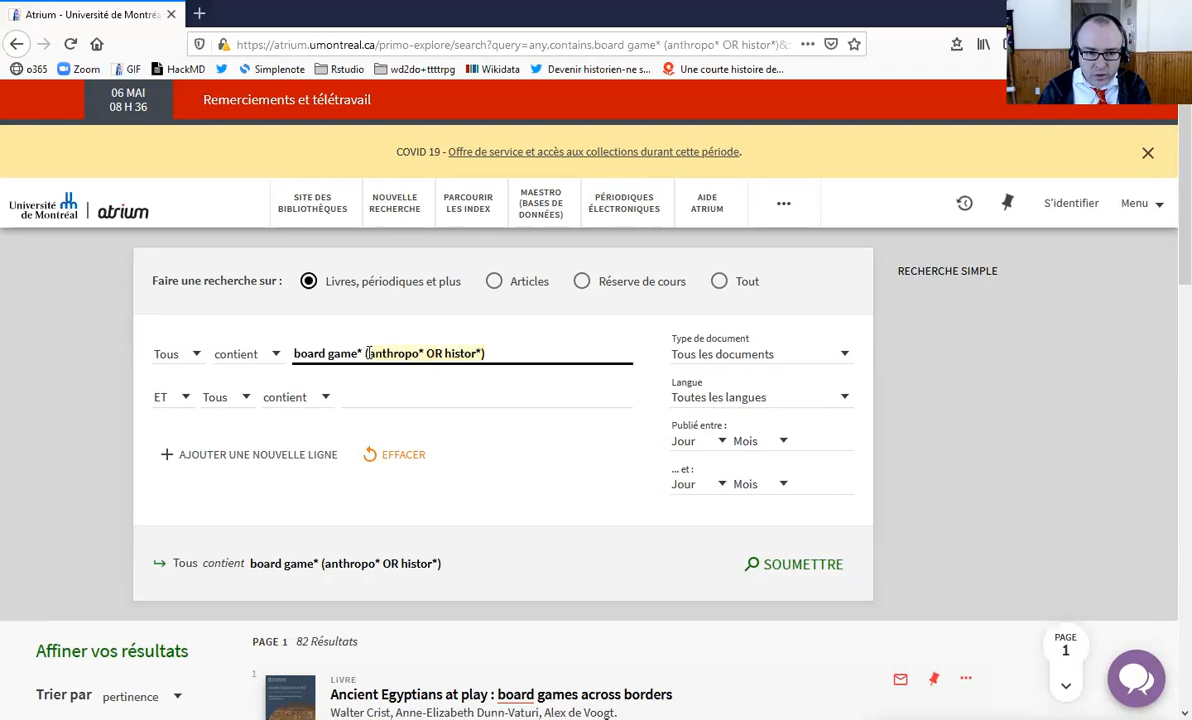 Atrium - Université de Montréa
https://atrium.umontreal.ca/primo-explore/search?query=any.contains.board game* (anthropo* OR histor*)&
o365 Zoom GIF HackMD Simplenote Rstudio wd2do+ttttrpg Wikidata Devenir historien-ne s... Une courte histoire de...
06 MAI
08 H 36
Remerciements et télétravail
COVID 19 - Offre de service et accès aux collections durant cette période.
Université de Montréal
atrium
SITE DES BIBLIOTHÈQUES
NOUVELLE RECHERCHE
PARCOURIR LES INDEX
MAESTRO (BASES DE DONNÉES)
PÉRIODIQUES ÉLECTRONIQUES
AIDE ATRIUM
S'identifier
Menu
Faire une recherche sur : Livres, périodiques et plus Articles Réserve de cours Tout
RECHERCHE SIMPLE
Tous contient board game* (anthropo* OR histor*)
ET Tous contient
AJOUTER UNE NOUVELLE LIGNE EFFACER
Type de document
Tous les documents
Langue
Toutes les langues
Publié entre :
Jour Mois
... et :
Jour Mois
Tous contient board game* (anthropo* OR histor*)
SOUMETTRE
Affiner vos résultats
Trier par pertinence
PAGE 1 82 Résultats
1
LIVRE
Ancient Egyptians at play : board games across borders
Walter Crist, Anne-Elizabeth Dunn-Vaturi, Alex de Voogt.
PAGE
1